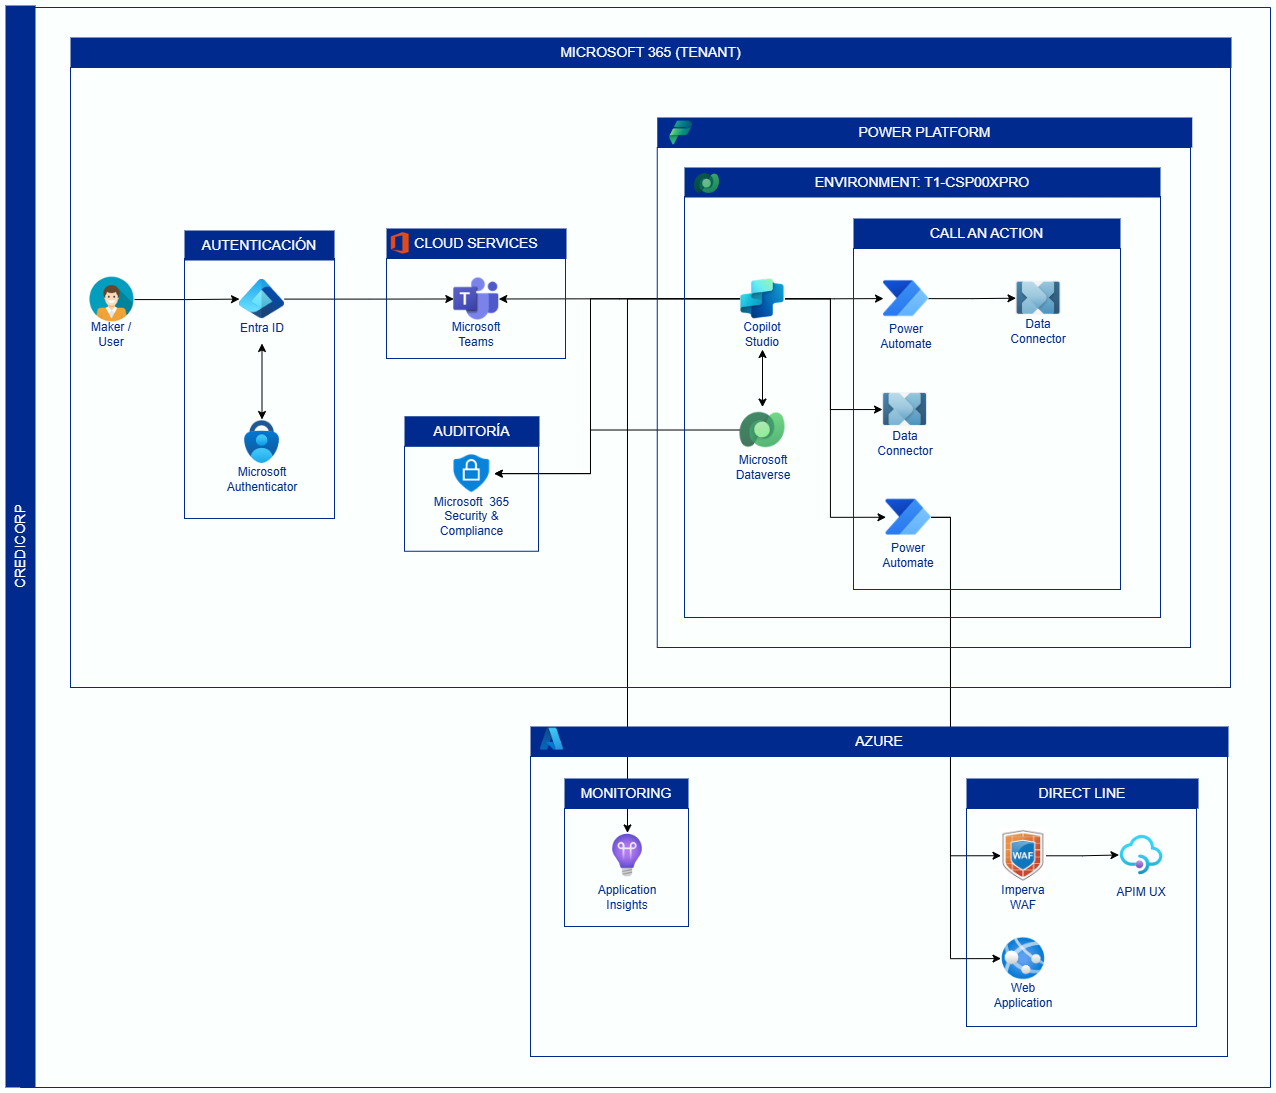 CREDICORP
MICROSOFT 365 (TENANT)
POWER PLATFORM
ENVIRONMENT: T1-CSP00XPRO
CALL AN ACTION
AUTENTICACIÓN
CLOUD SERVICES
Maker /
User
Entra ID
T
Microsoft
Teams
Copilot
Studio
Power
Automate
Data
Connector
Microsoft
Authenticator
AUDITORÍA
Microsoft 365
Security &
Compliance
Microsoft
Dataverse
Data
Connector
Power
Automate
AZURE
MONITORING
Application
Insights
DIRECT LINE
WAF
Imperva
WAF
APIM UX
Web
Application